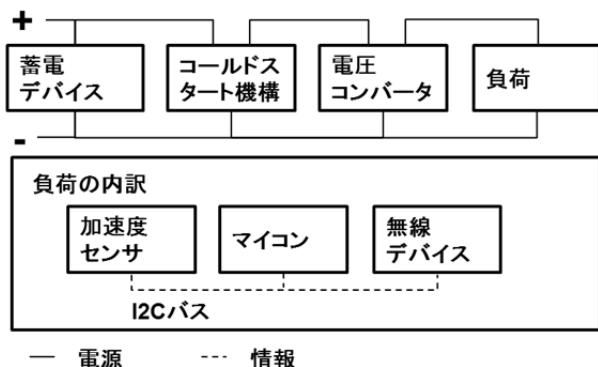 +
蓄電
デバイス
コールドス
タート機構
電圧
コンバータ
負荷
-
負荷の内訳
加速度
センサ
マイコン
無線
デバイス
I2Cバス
電源
情報